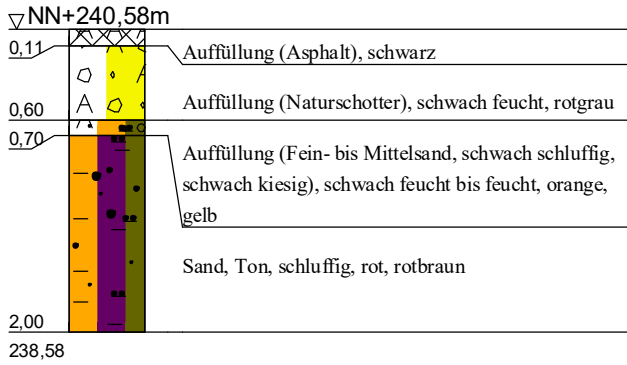 NN+240,58m
0,11
Auffüllung (Asphalt), schwarz
0,60
Auffüllung (Naturschotter), schwach feucht, rotgrau
0,70
Auffüllung (Fein- bis Mittelsand, schwach schluffig,
schwach kiesig), schwach feucht bis feucht, orange,
gelb
Sand, Ton, schluffig, rot, rotbraun
2,00
238,58